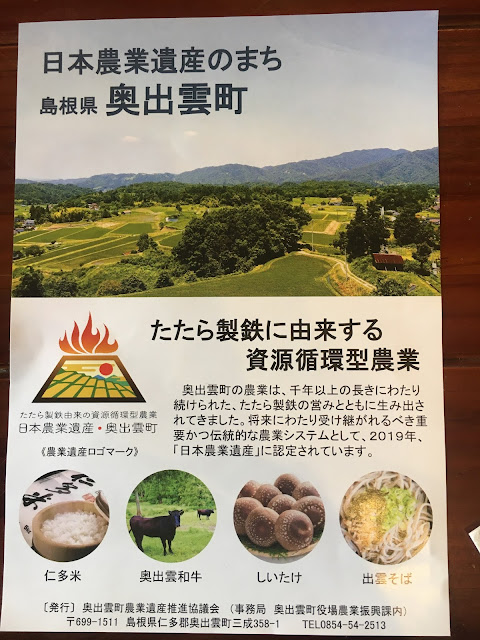 日本農業遺産のまち
島根県 奥出雲町
たたら製鉄に由来する
資源循環型農業
たたら製鉄由来の資源循環型農業
日本農業遺産・奥出雲町
《農業遺産ロゴマーク》
奥出雲町の農業は、千年以上の長きにわたり
続けられた、たたら製鉄の営みとともに生み出さ
れてきました。将来にわたり受け継がれるべき重
要かつ伝統的な農業システムとして、2019年、
「日本農業遺産」に認定されています。
仁多米
仁多米
奥出雲和牛
しいたけ
出雲そば
〔発行〕 奥出雲町農業遺産推進協議会 （事務局 奥出雲町役場農業振興課内）
〒699-1511 島根県仁多郡奥出雲町三成358-1 TEL0854-54-2513